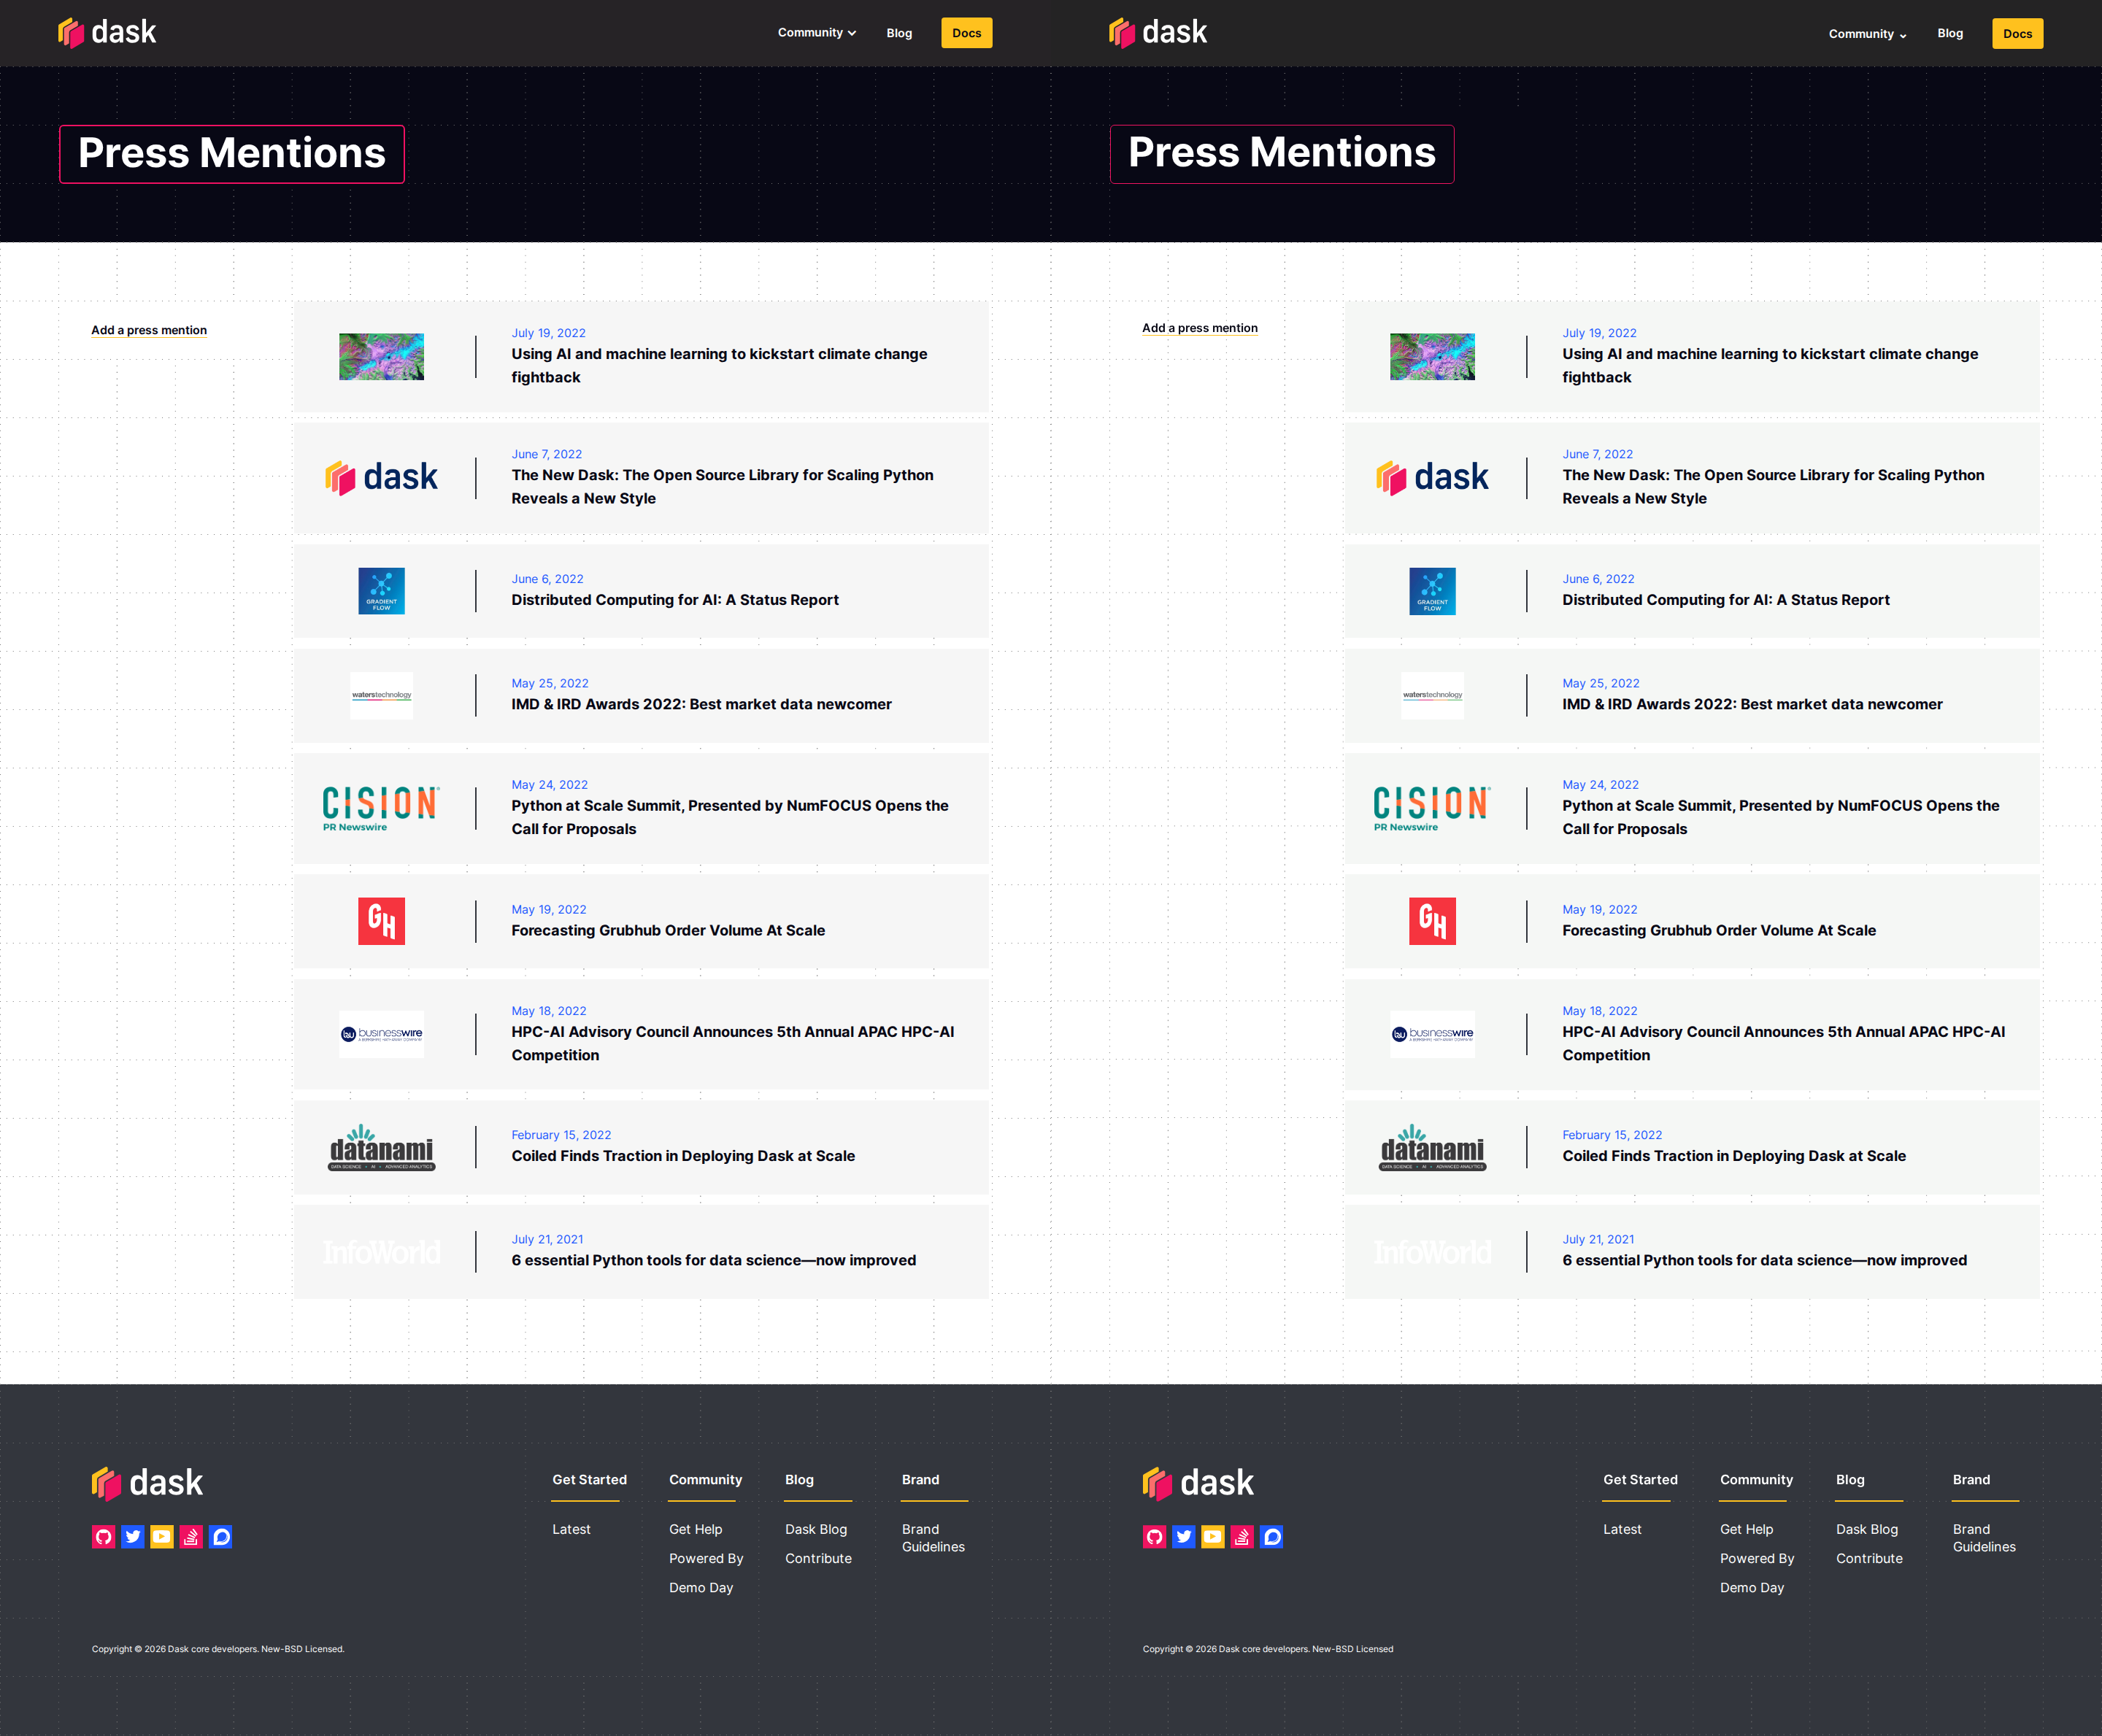 dask
Community
Blog
Docs
Press Mentions
Add a press mention
July 19, 2022
Using AI and machine learning to kickstart climate change
fightback
dask
June 7, 2022
The New Dask: The Open Source Library for Scaling Python
Reveals a New Style
GRADIENT
FLOW
June 6, 2022
Distributed Computing for AI: A Status Report
waterstechnology
May 25, 2022
IMD & IRD Awards 2022: Best market data newcomer
CISION
PR Newswire
May 24, 2022
Python at Scale Summit, Presented by NumFOCUS Opens the
Call for Proposals
GH
May 19, 2022
Forecasting Grubhub Order Volume At Scale
businesswire
May 18, 2022
HPC-AI Advisory Council Announces 5th Annual APAC HPC-AI
Competition
datanami
DATA SCIENCE • AI • ADVANCED ANALYTICS
February 15, 2022
Coiled Finds Traction in Deploying Dask at Scale
InfoWorld
July 21, 2021
6 essential Python tools for data science—now improved
dask
Get Started
Latest
Community
Get Help
Powered By
Demo Day
Blog
Dask Blog
Contribute
Brand
Brand
Guidelines
Copyright © 2026 Dask core developers. New-BSD Licensed.
dask
Community
Blog
Docs
Press Mentions
Add a press mention
July 19, 2022
Using AI and machine learning to kickstart climate change
fightback
dask
June 7, 2022
The New Dask: The Open Source Library for Scaling Python
Reveals a New Style
GRADIENT
FLOW
June 6, 2022
Distributed Computing for AI: A Status Report
waterstechnology
May 25, 2022
IMD & IRD Awards 2022: Best market data newcomer
CISION
PR Newswire
May 24, 2022
Python at Scale Summit, Presented by NumFOCUS Opens the
Call for Proposals
GH
May 19, 2022
Forecasting Grubhub Order Volume At Scale
businesswire
May 18, 2022
HPC-AI Advisory Council Announces 5th Annual APAC HPC-AI
Competition
datanami
DATA SCIENCE • AI • ADVANCED ANALYTICS
February 15, 2022
Coiled Finds Traction in Deploying Dask at Scale
InfoWorld
July 21, 2021
6 essential Python tools for data science—now improved
dask
Get Started
Latest
Community
Get Help
Powered By
Demo Day
Blog
Dask Blog
Contribute
Brand
Brand
Guidelines
Copyright © 2026 Dask core developers. New-BSD Licensed